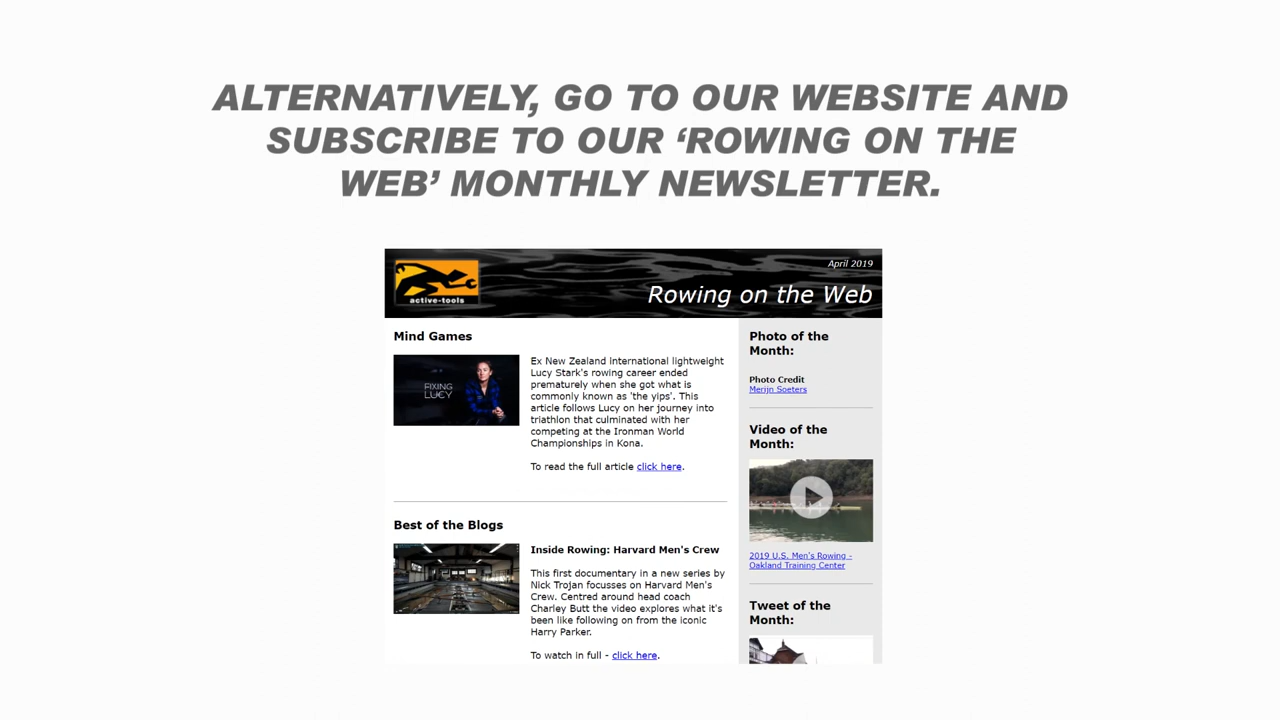 ALTERNATIVELY, GO TO OUR WEBSITE AND
SUBSCRIBE TO OUR ‘ROWING ON THE
WEB’ MONTHLY NEWSLETTER.
active-tools
April 2019
Rowing on the Web
Mind Games
FIXING
LUCY
Ex New Zealand international lightweight
Lucy Stark's rowing career ended
prematurely when she got what is
commonly known as 'the yips'. This
article follows Lucy on her journey into
triathlon that culminated with her
competing at the Ironman World
Championships in Kona.
To read the full article click here.
Best of the Blogs
Inside Rowing: Harvard Men's Crew
This first documentary in a new series by
Nick Trojan focusses on Harvard Men's
Crew. Centred around head coach
Charley Butt the video explores what it's
been like following on from the iconic
Harry Parker.
To watch in full - click here.
Photo of the
Month:
Photo Credit
Merijn Soeters
Video of the
Month:
2019 U.S. Men's Rowing -
Oakland Training Center
Tweet of the
Month: